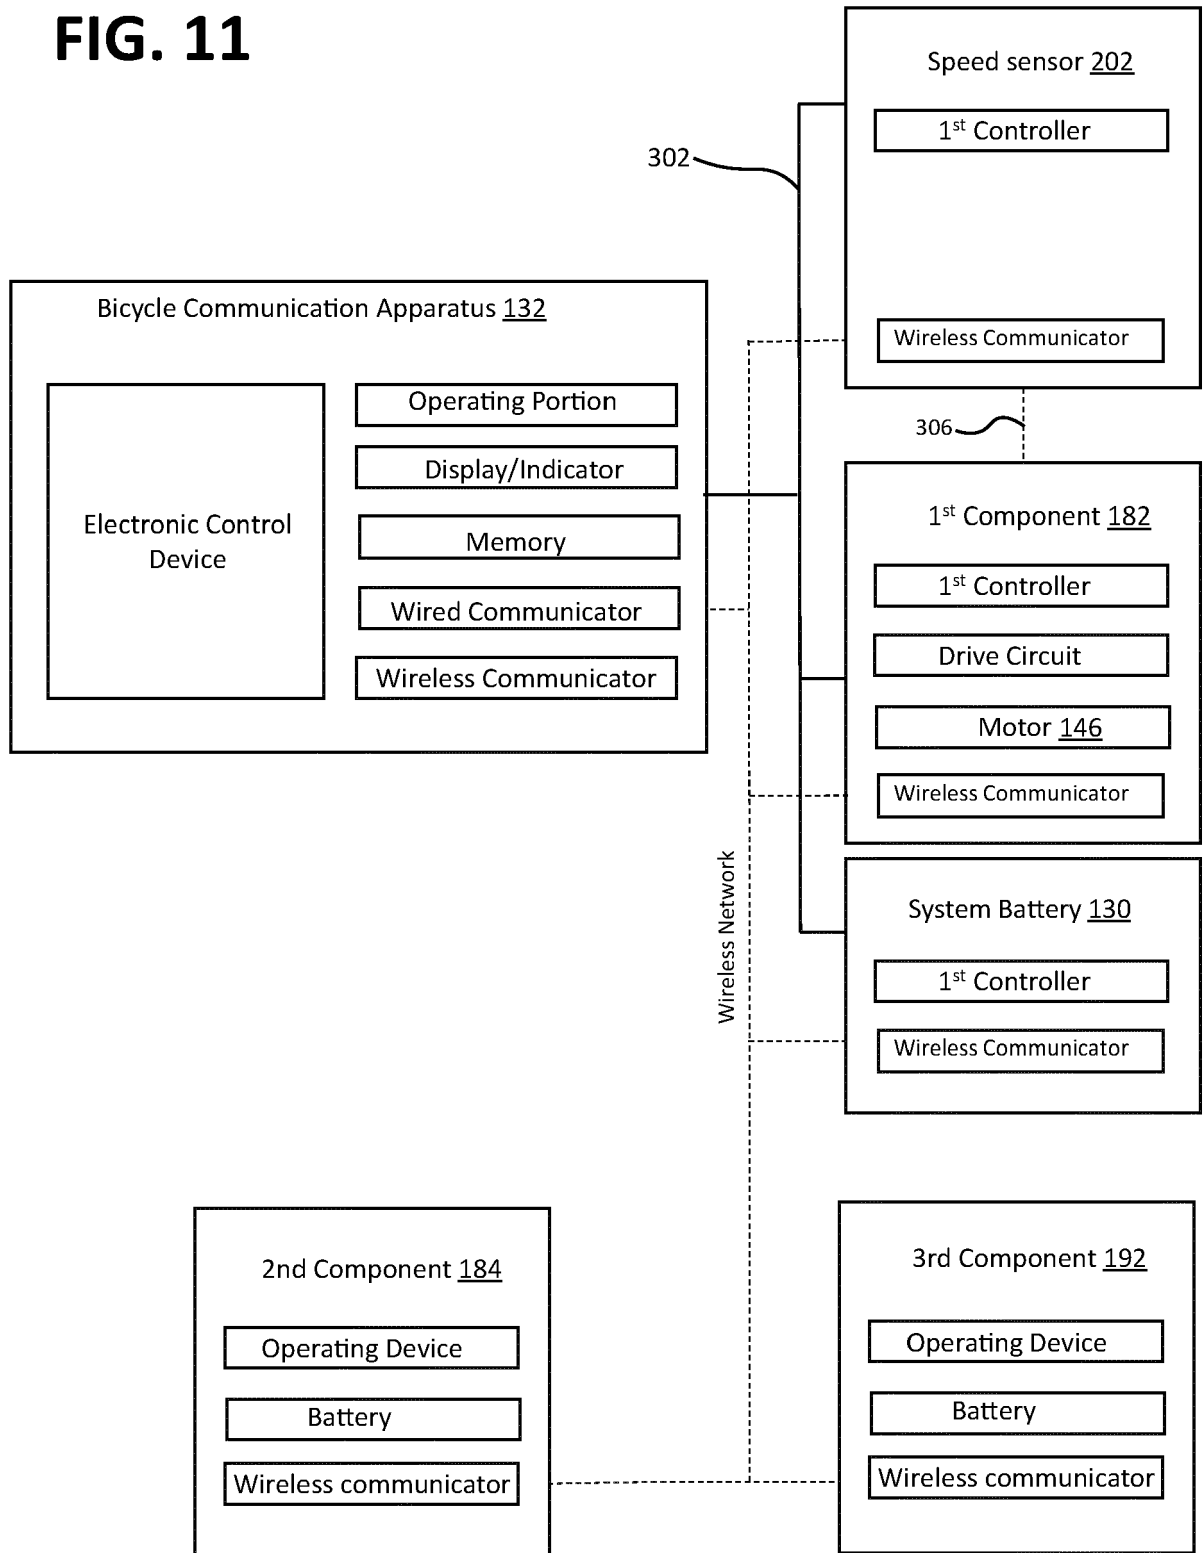 FIG. 11
Speed sensor 202
1st Controller
302
Wireless Communicator
306
Bicycle Communication Apparatus 132
Electronic Control
Device
Operating Portion
Display/Indicator
Memory
Wired Communicator
Wireless Communicator
1st Component 182
1st Controller
Drive Circuit
Motor 146
Wireless Communicator
Wireless Network
System Battery 130
1st Controller
Wireless Communicator
2nd Component 184
Operating Device
Battery
Wireless communicator
3rd Component 192
Operating Device
Battery
Wireless communicator